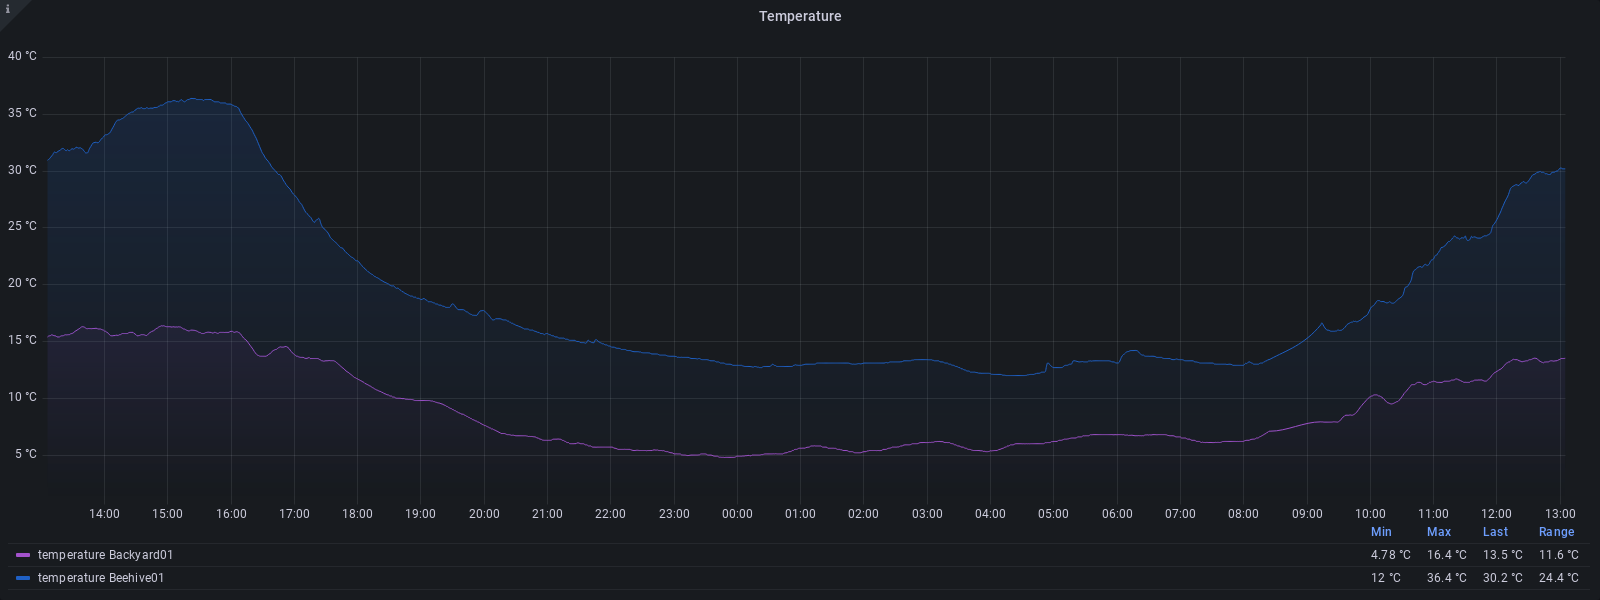 i
Temperature
40 °C
35 °C
30 °C
25 °C
20 °C
15 °C
10 °C
5 °C
14:00 15:00 16:00 17:00 18:00 19:00 20:00 21:00 22:00 23:00 00:00 01:00 02:00 03:00 04:00 05:00 06:00 07:00 08:00 09:00 10:00 11:00 12:00 13:00
Min Max Last Range
temperature Backyard01 4.78 °C 16.4 °C 13.5 °C 11.6 °C
temperature Beehive01 12 °C 36.4 °C 30.2 °C 24.4 °C